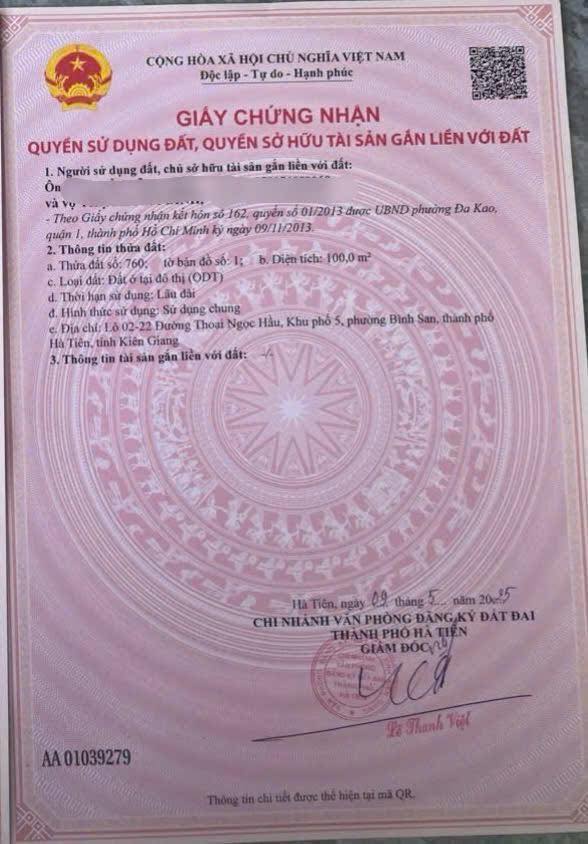 CỘNG HÒA XÃ HỘI CHỦ NGHĨA VIỆT NAM
Độc lập - Tự do - Hạnh phúc
GIẤY CHỨNG NHẬN
QUYỀN SỬ DỤNG ĐẤT, QUYỀN SỞ HỮU TÀI SẢN GẮN LIỀN VỚI ĐẤT
1. Người sử dụng đất, chủ sở hữu tài sản gắn liền với đất:
và vợ
- Theo Giấy chứng nhận kết hôn số 162, quyển số 01/2013 được UBND phường Đa Kao,
quận 1, thành phố Hồ Chí Minh ký ngày 09/11/2013.
2. Thông tin thửa đất:
a. Thửa đất số: 760; tờ bản đồ số: 1; b. Diện tích: 100,0 m²
c. Loại đất: Đất ở tại đô thị (ODT)
d. Thời hạn sử dụng: Lâu dài
đ. Hình thức sử dụng: Sử dụng chung
e. Địa chỉ: Lô 02-22 Đường Thoại Ngọc Hầu, Khu phố 5, phường Bình San, thành phố
Hà Tiên, tỉnh Kiên Giang
3. Thông tin tài sản gắn liền với đất: -/-
Hà Tiên, ngày 09 tháng 5 năm 2025
CHI NHÁNH VĂN PHÒNG ĐĂNG KÝ ĐẤT ĐAI
THÀNH PHỐ HÀ TIÊN
GIÁM ĐỐC
Lê Thanh Việt
AA 01039279
Thông tin chi tiết được thể hiện tại mã QR.